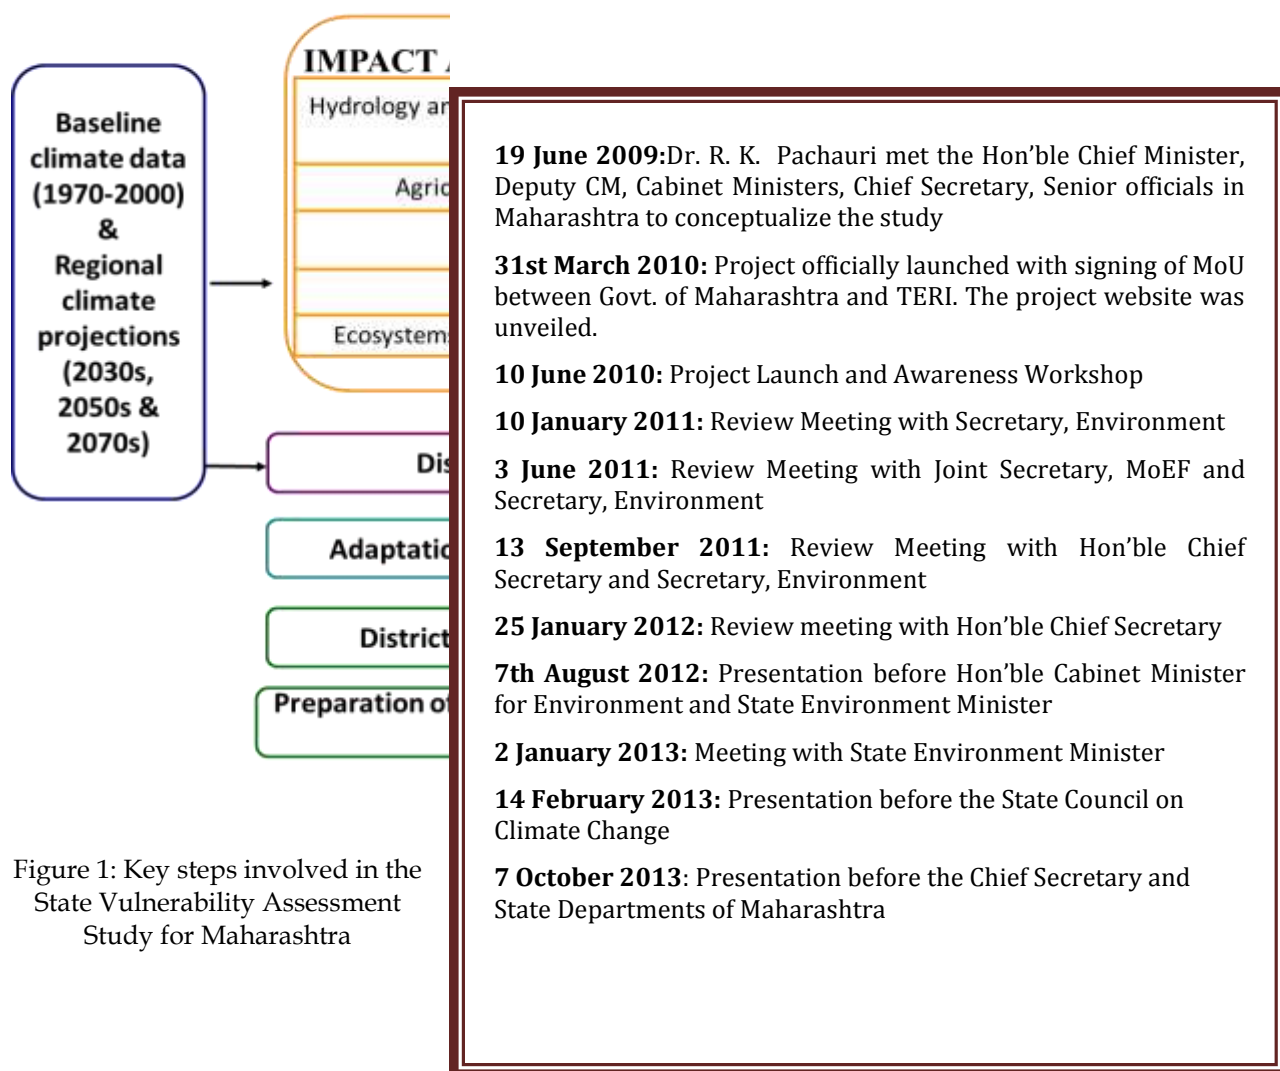 IMPACT
Hydrology
Ecosystems
Adaptation
District
Preparation of
Baseline
climate data
(1970-2000)
&
Regional
climate
projections
(2030s,
2050s &
2070s)
Figure 1: Key steps involved in the
State Vulnerability Assessment
Study for Maharashtra
19 June 2009:Dr. R. K. Pachauri met the Hon’ble Chief Minister,
Deputy CM, Cabinet Ministers, Chief Secretary, Senior officials in
Maharashtra to conceptualize the study
31st March 2010: Project officially launched with signing of MoU
between Govt. of Maharashtra and TERI. The project website was
unveiled.
10 June 2010: Project Launch and Awareness Workshop
10 January 2011: Review Meeting with Secretary, Environment
3 June 2011: Review Meeting with Joint Secretary, MoEF and
Secretary, Environment
13 September 2011: Review Meeting with Hon’ble Chief
Secretary and Secretary, Environment
25 January 2012: Review meeting with Hon’ble Chief Secretary
7th August 2012: Presentation before Hon’ble Cabinet Minister
for Environment and State Environment Minister
2 January 2013: Meeting with State Environment Minister
14 February 2013: Presentation before the State Council on
Climate Change
7 October 2013: Presentation before the Chief Secretary and
State Departments of Maharashtra